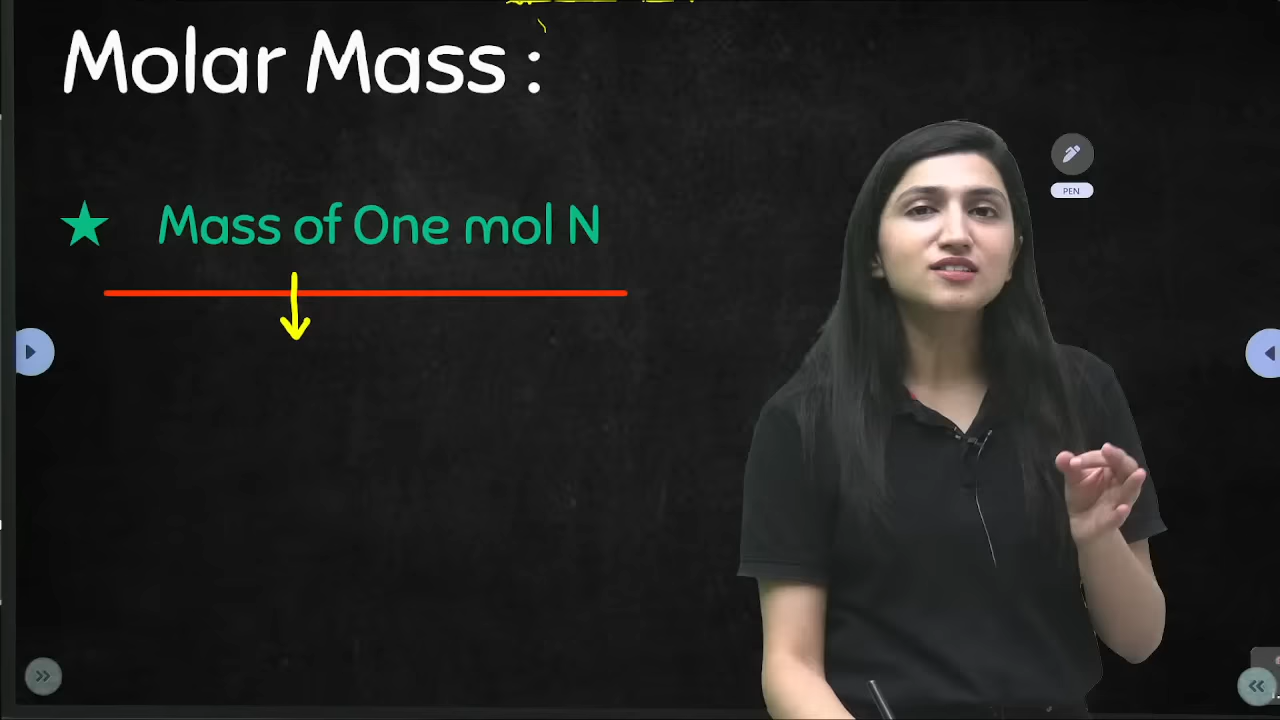 Molar Mass :
★ Mass of One mol N
PEN